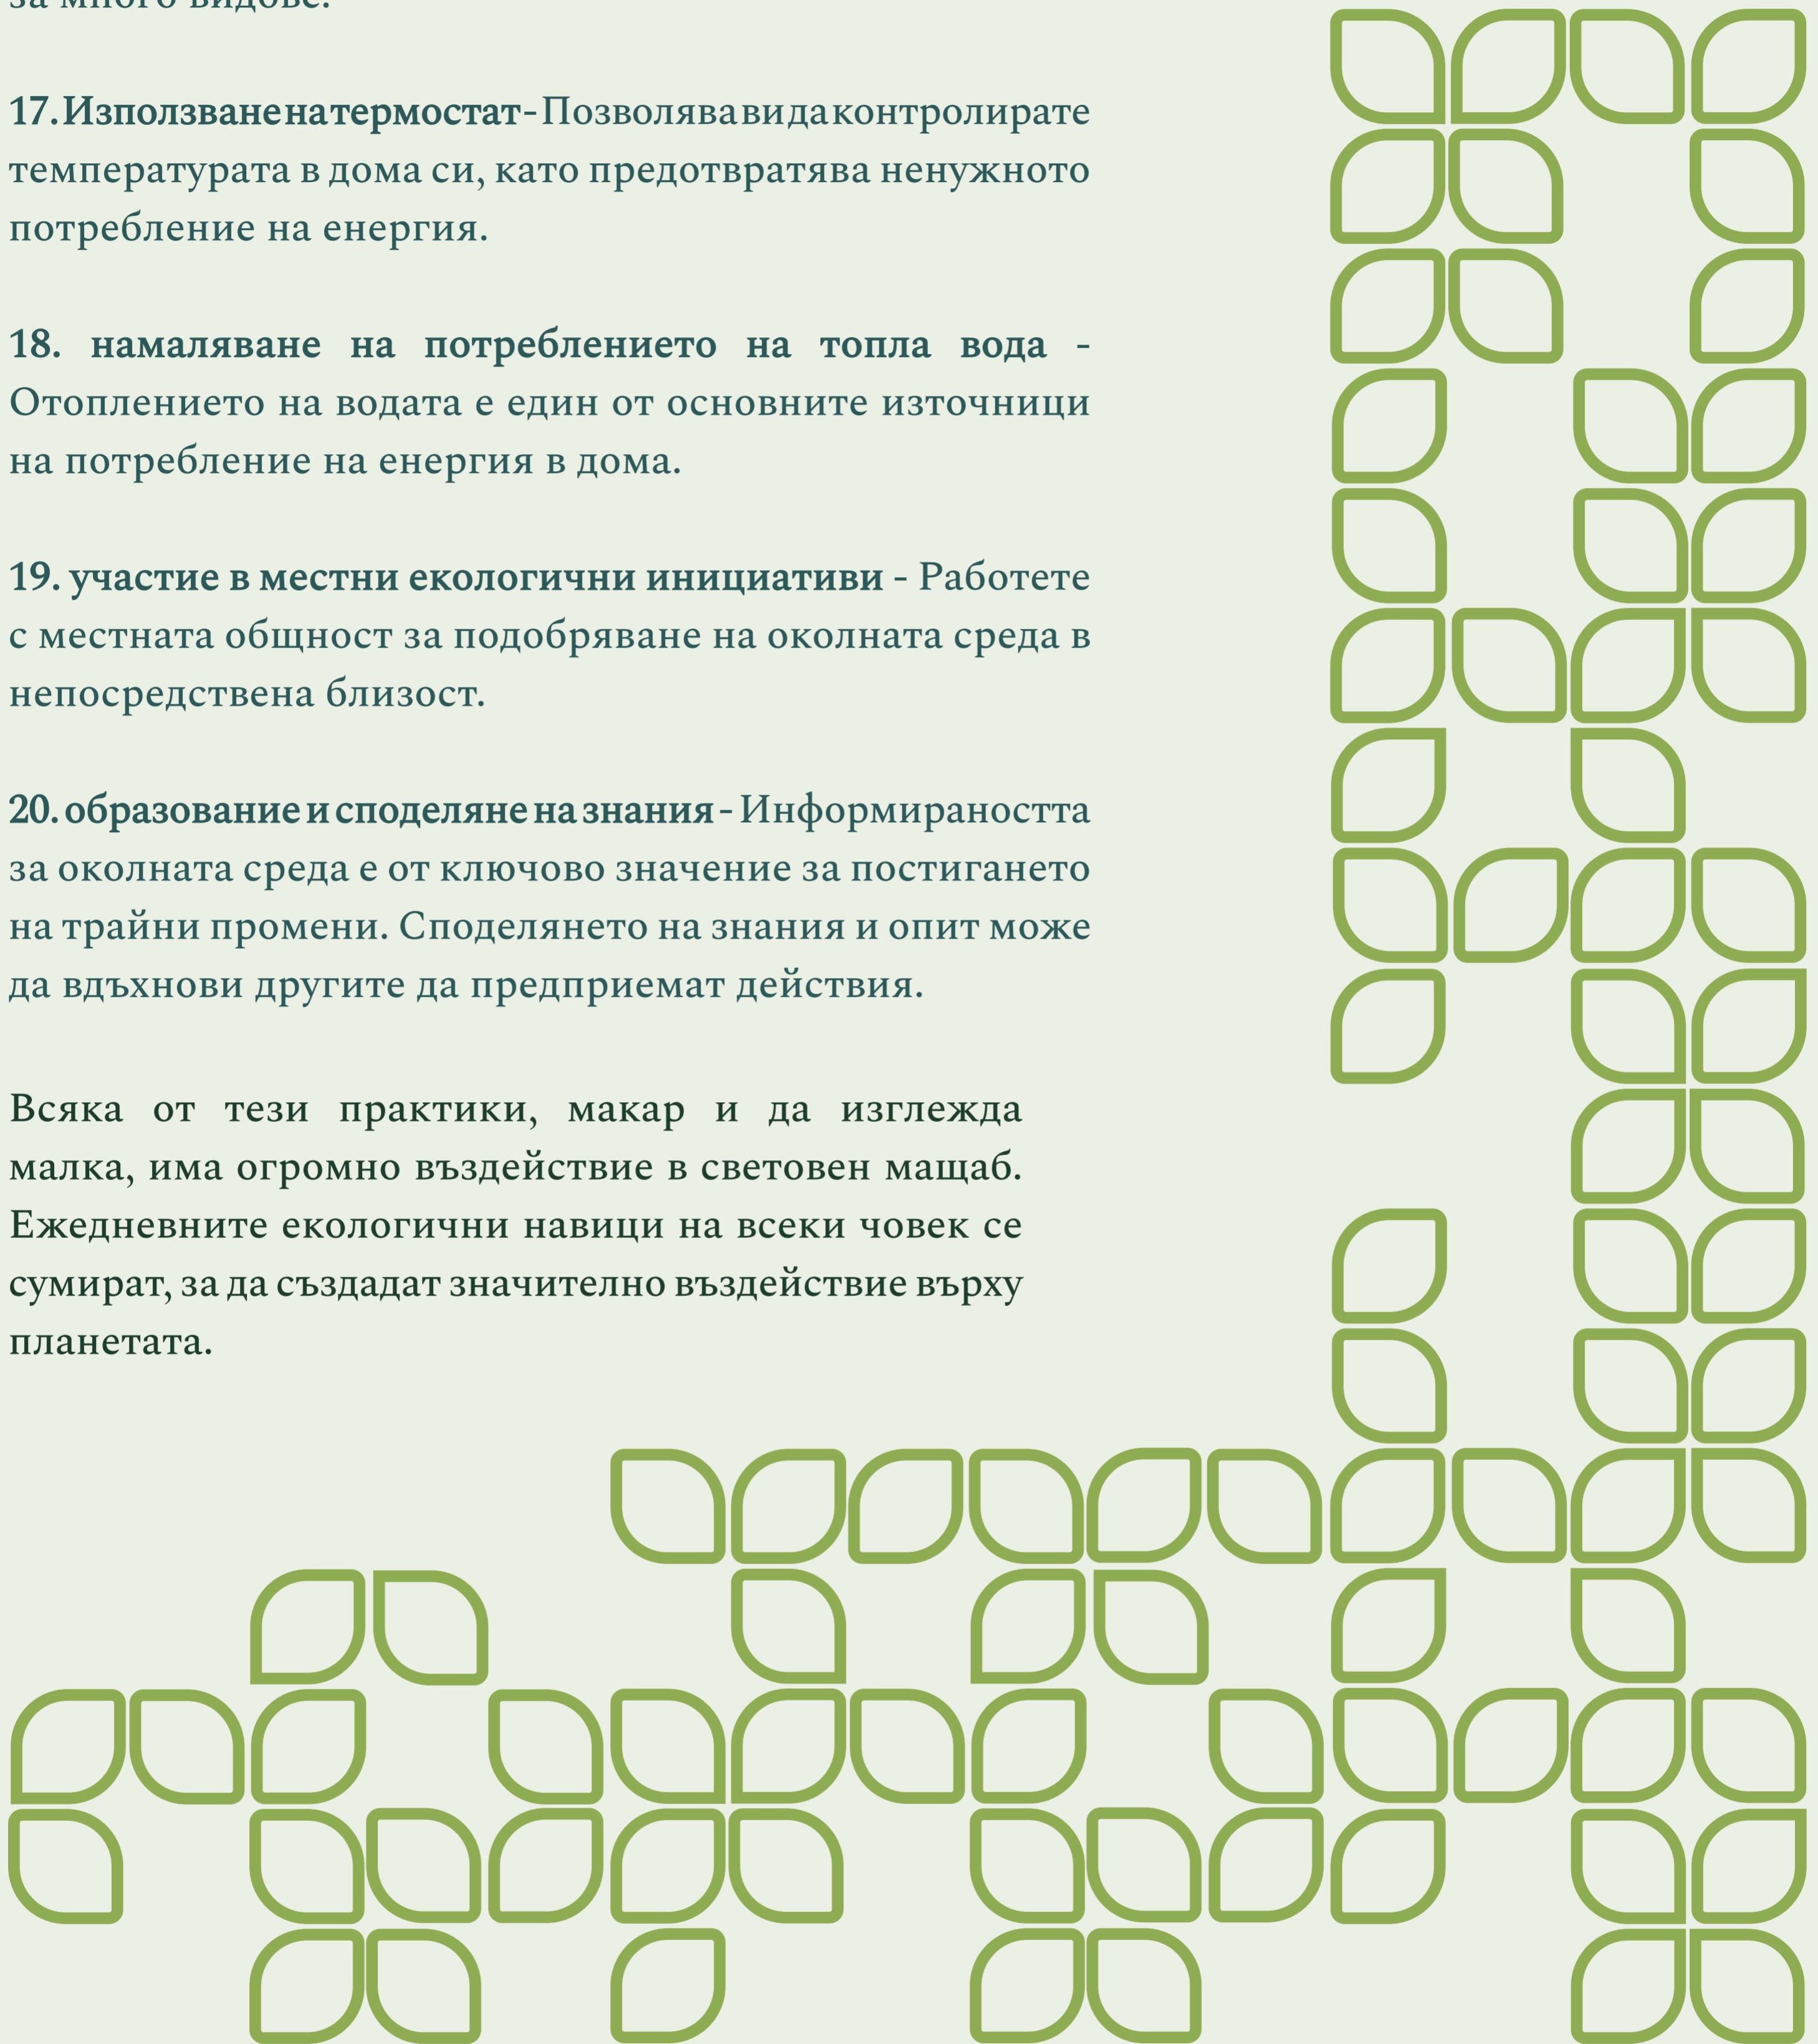 за много видове.
17. Използване на термостат - Позволява ви да контролирате
температурата в дома си, като предотвратява ненужното
потребление на енергия.
18. намаляване на потреблението на топла вода -
Отоплението на водата е един от основните източници
на потребление на енергия в дома.
19. участие в местни екологични инициативи - Работете
с местната общност за подобряване на околната среда в
непосредствена близост.
20. образование и споделяне на знания - Информираността
за околната среда е от ключово значение за постигането
на трайни промени. Споделянето на знания и опит може
да вдъхнови другите да предприемат действия.
Всяка от тези практики, макар и да изглежда
малка, има огромно въздействие в световен мащаб.
Ежедневните екологични навици на всеки човек се
сумират, за да създадат значително въздействие върху
планетата.